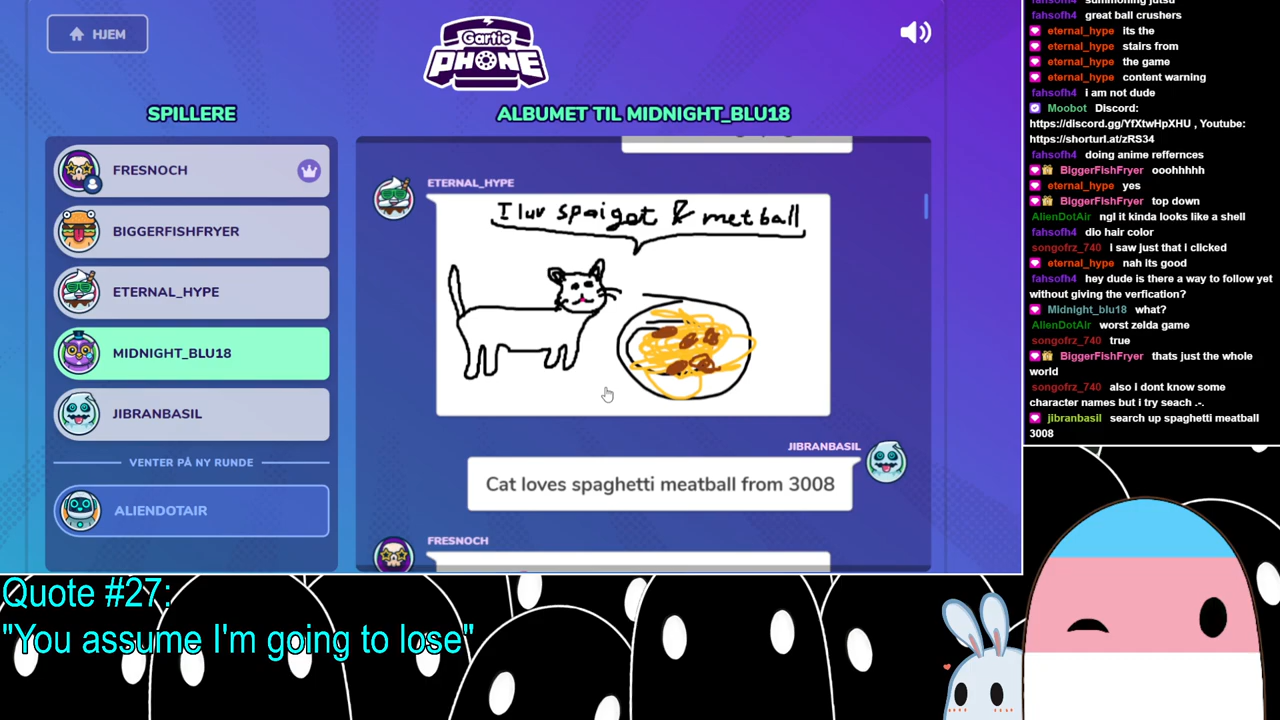 HJEM
Gartic
PHONE
SPILLERE
ALBUMET TIL MIDNIGHT_BLU18
FRESNOCH
BIGGERFISHFRYER
ETERNAL_HYPE
MIDNIGHT_BLU18
JIBRANBASIL
VENTER PÅ NY RUNDE
ALIENDOTAIR
ETERNAL_HYPE
I luv spaigot & metball
JIBRANBASIL
Cat loves spaghetti meatball from 3008
FRESNOCH
Quote #27:
"You assume I'm going to lose"
fahsofh4 summoning jutsu
fahsofh4 great ball crushers
eternal_hype its the
eternal_hype stairs from
eternal_hype the game
eternal_hype content warning
fahsofh4 i am not dude
Moobot Discord:
https://discord.gg/YfXtwHpXHU , Youtube:
https://shorturl.at/zRS34
fahsofh4 doing anime reffernces
BiggerFishFryer ooohhhhh
eternal_hype yes
BiggerFishFryer top down
AlienDotAir ngl it kinda looks like a shell
fahsofh4 dio hair color
songofrz_740 I saw just that I clicked
eternal_hype nah its good
fahsofh4 hey dude is there a way to follow yet
without giving the verfication?
Midnight_blu18 what?
AlienDotAir worst zelda game
songofrz_740 true
BiggerFishFryer thats just the whole
world
songofrz_740 also I dont know some
character names but i try seach .-.
jibranbasil search up spaghetti meatball
3008